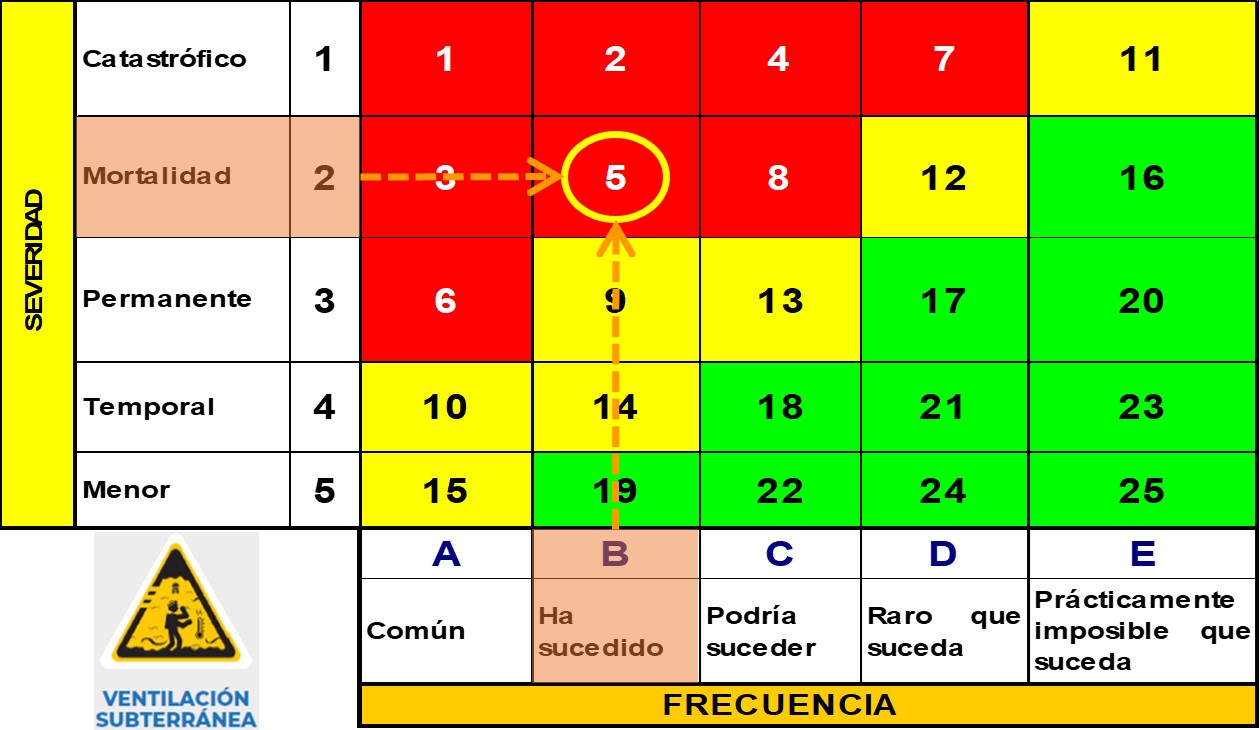 SEVERIDAD
Catastrófico 1 1 2 4 7 11
Mortalidad 2 3 5 8 12 16
Permanente 3 6 9 13 17 20
Temporal 4 10 14 18 21 23
Menor 5 15 19 22 24 25
A B C D E
Común
Ha
sucedido
Podría
suceder
Raro que
suceda
Prácticamente
imposible que
suceda
FRECUENCIA
VENTILACIÓN
SUBTERRÁNEA